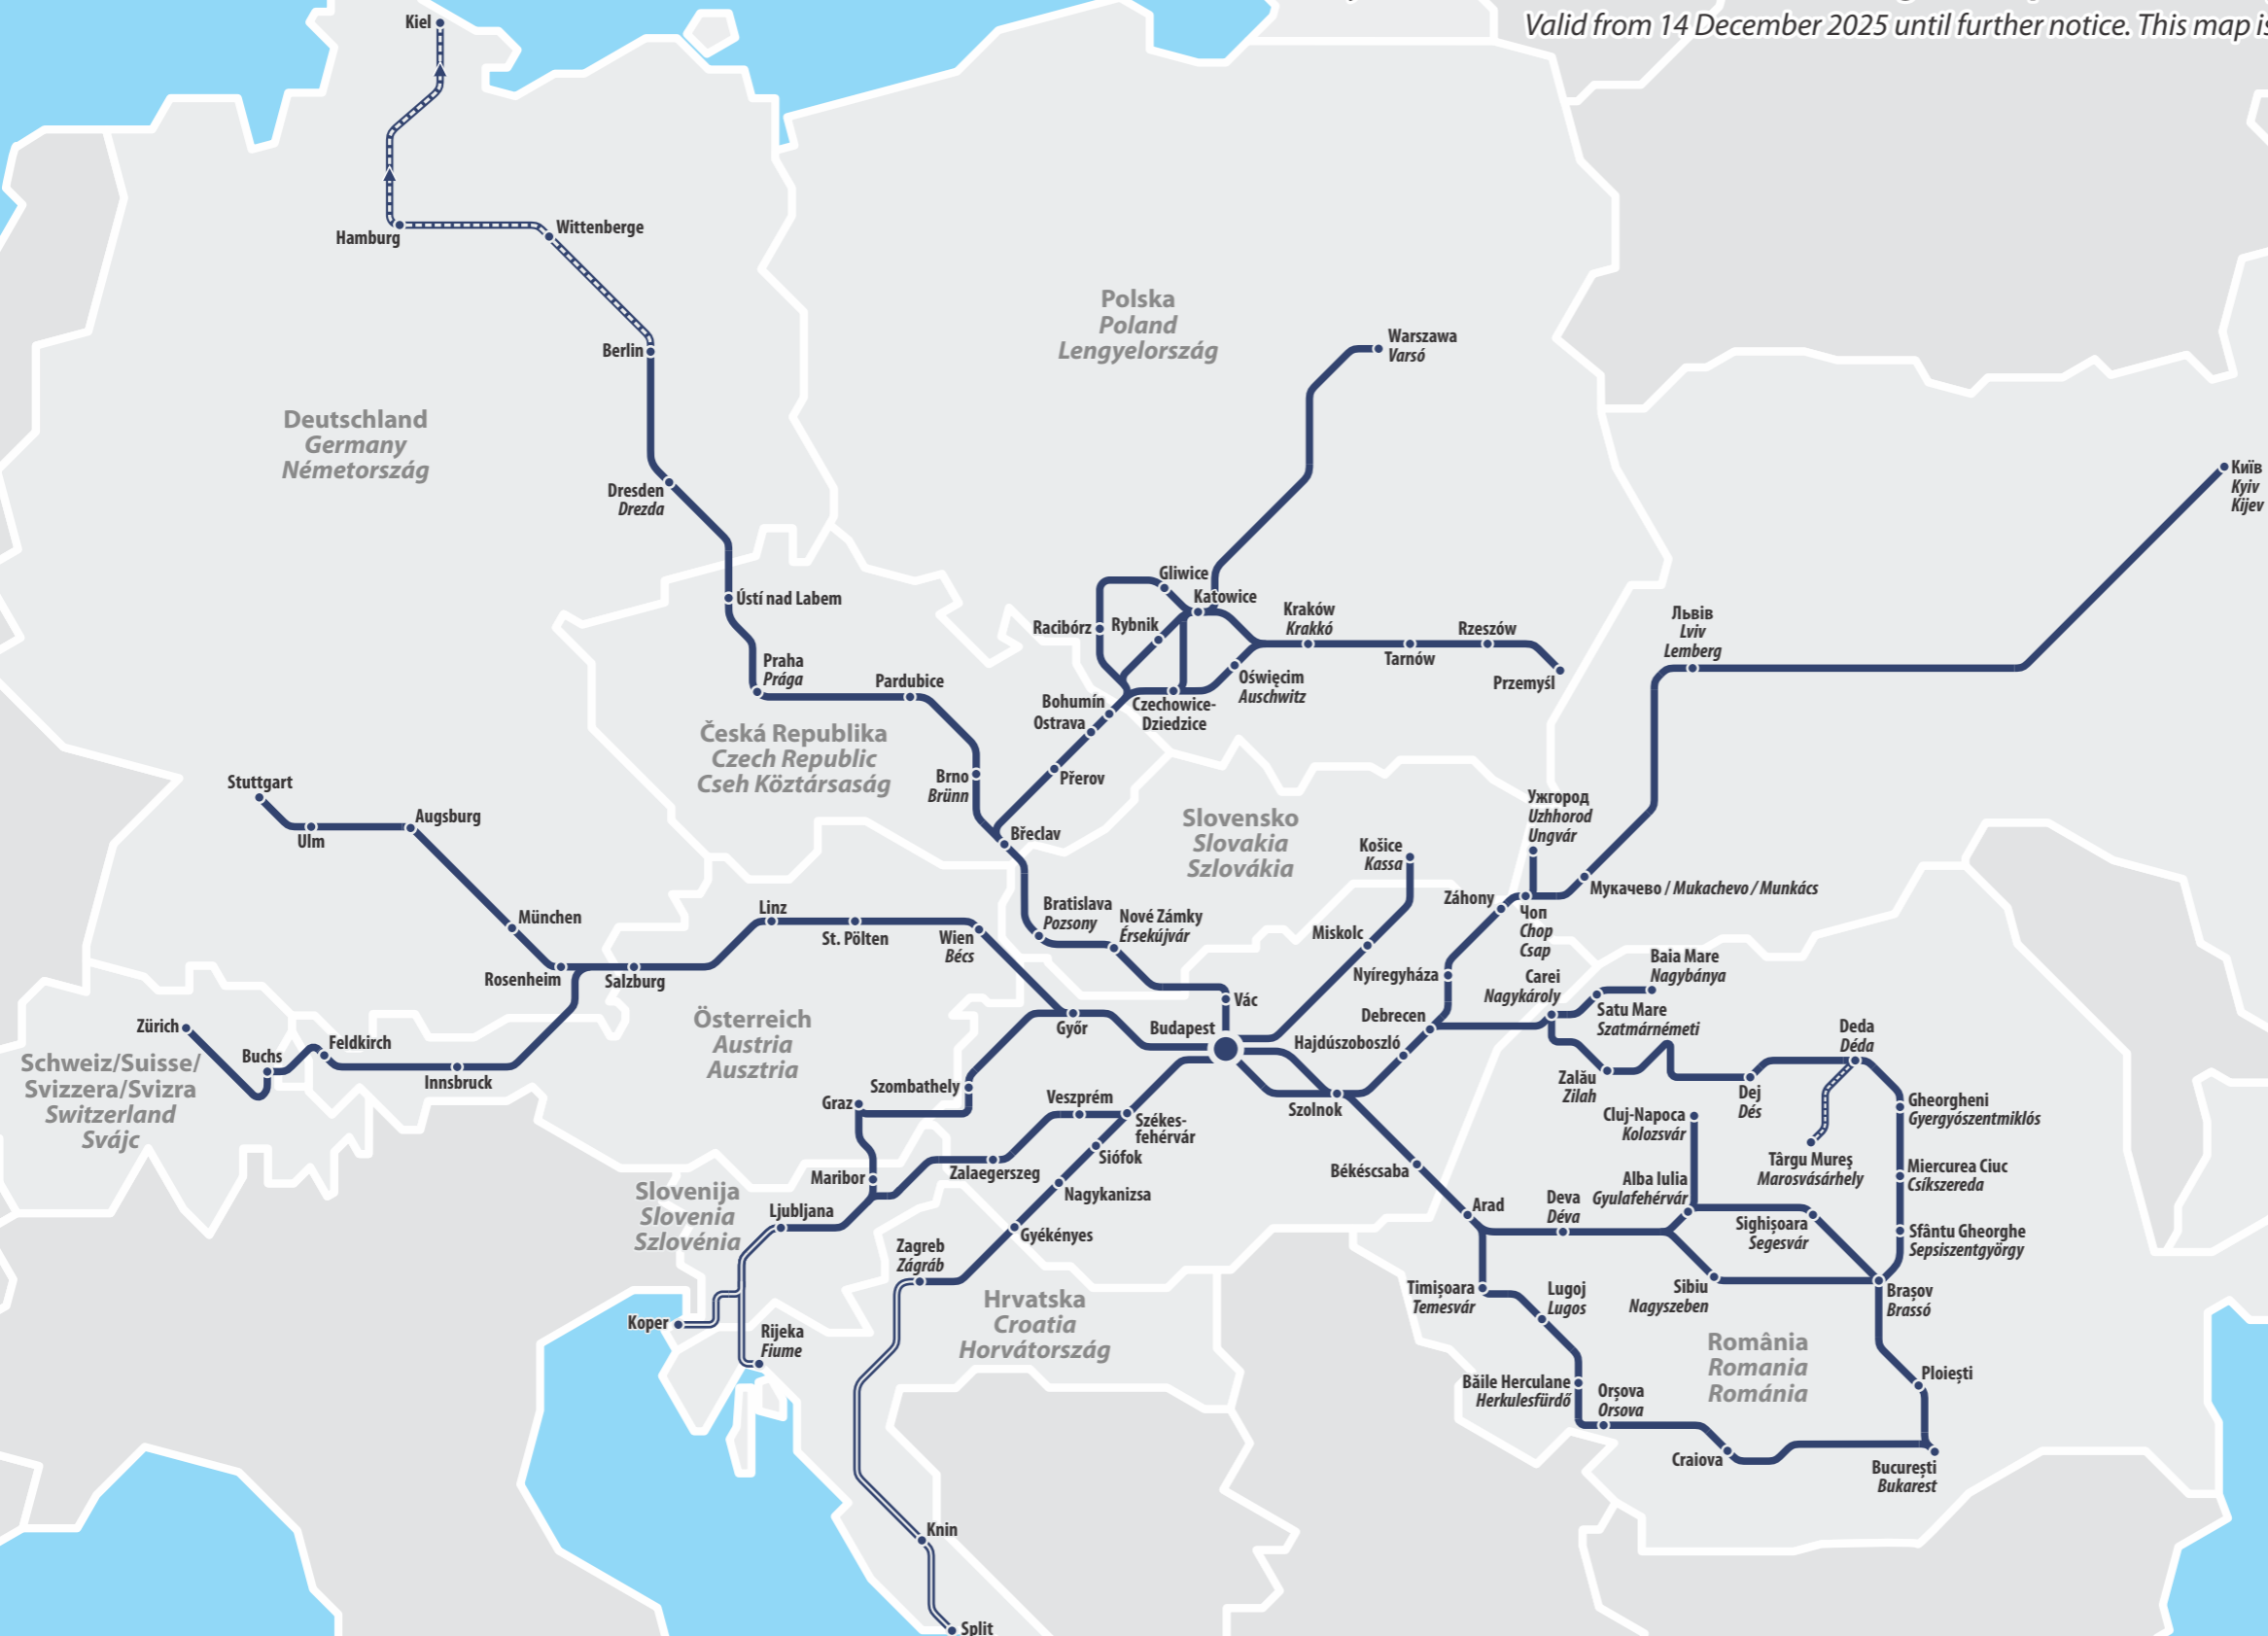 Valid from 14 December 2025 until further notice. This map is
Kiel
Hamburg
Wittenberge
Berlin
Polska
Poland
Lengyelország
Warszawa
Varsó
Deutschland
Germany
Németország
Dresden
Drezda
Київ
Kyiv
Kijev
Ústí nad Labem
Gliwice
Katowice
Racibórz
Rybnik
Kraków
Krakkó
Tarnów
Rzeszów
Przemyśl
Львів
Lviv
Lemberg
Praha
Prága
Pardubice
Oświęcim
Auschwitz
Bohumín
Ostrava
Czechowice-
Dziedzice
Česká Republika
Czech Republic
Cseh Köztársaság
Brno
Brünn
Přerov
Stuttgart
Ulm
Augsburg
Břeclav
Slovensko
Slovakia
Szlovákia
Košice
Kassa
Ужгород
Uzhhorod
Ungvár
Мукачево / Mukachevo / Munkács
Záhony
Чоп
Chop
Csap
München
Rosenheim
Salzburg
Linz
St. Pölten
Wien
Bécs
Bratislava
Pozsony
Nové Zámky
Érsekújvár
Miskolc
Nyíregyháza
Carei
Nagykároly
Baia Mare
Nagybánya
Satu Mare
Szatmárnémeti
Vác
Budapest
Győr
Debrecen
Hajdúszoboszló
Zürich
Buchs
Feldkirch
Innsbruck
Schweiz/Suisse/
Svizzera/Svizra
Switzerland
Svájc
Österreich
Austria
Ausztria
Deda
Déda
Zalău
Zilah
Dej
Dés
Szombathely
Graz
Veszprém
Székes-
fehérvár
Szolnok
Cluj-Napoca
Kolozsvár
Gheorgheni
Gyergyószentmiklós
Siófok
Zalaegerszeg
Nagykanizsa
Békéscsaba
Târgu Mureș
Marosvásárhely
Miercurea Ciuc
Csíkszereda
Maribor
Slovenija
Slovenia
Szlovénia
Ljubljana
Gyékényes
Arad
Deva
Déva
Alba Iulia
Gyulafehérvár
Sighișoara
Segesvár
Sfântu Gheorghe
Sepsiszentgyörgy
Zagreb
Zágráb
Timișoara
Temesvár
Lugoj
Lugos
Sibiu
Nagyszeben
Brașov
Brassó
Koper
Rijeka
Fiume
Hrvatska
Croatia
Horvátország
România
Romania
Románia
Băile Herculane
Herkulesfürdő
Orșova
Orsova
Ploiești
Craiova
București
Bukarest
Knin
Split